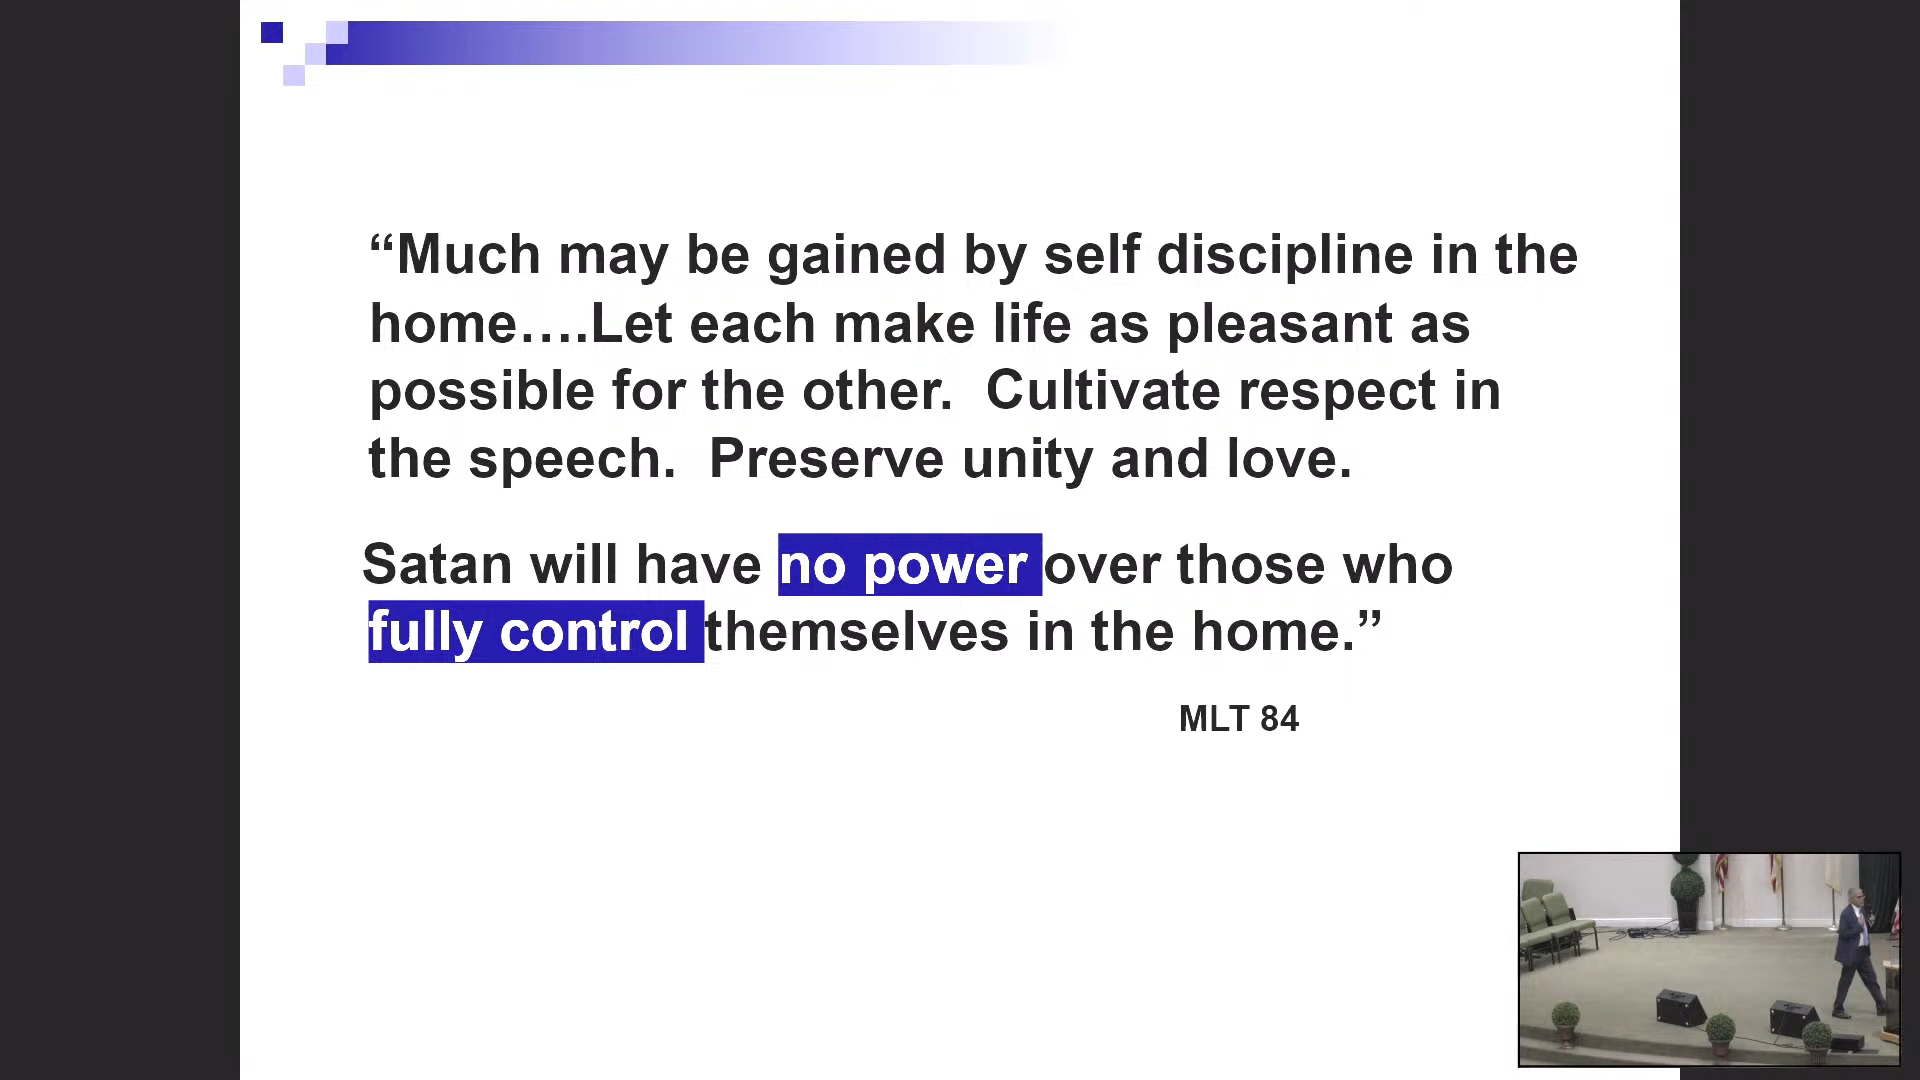 “Much may be gained by self discipline in the
home….Let each make life as pleasant as
possible for the other.  Cultivate respect in
the speech.  Preserve unity and love.
Satan will have no power over those who
fully control themselves in the home.”
MLT 84